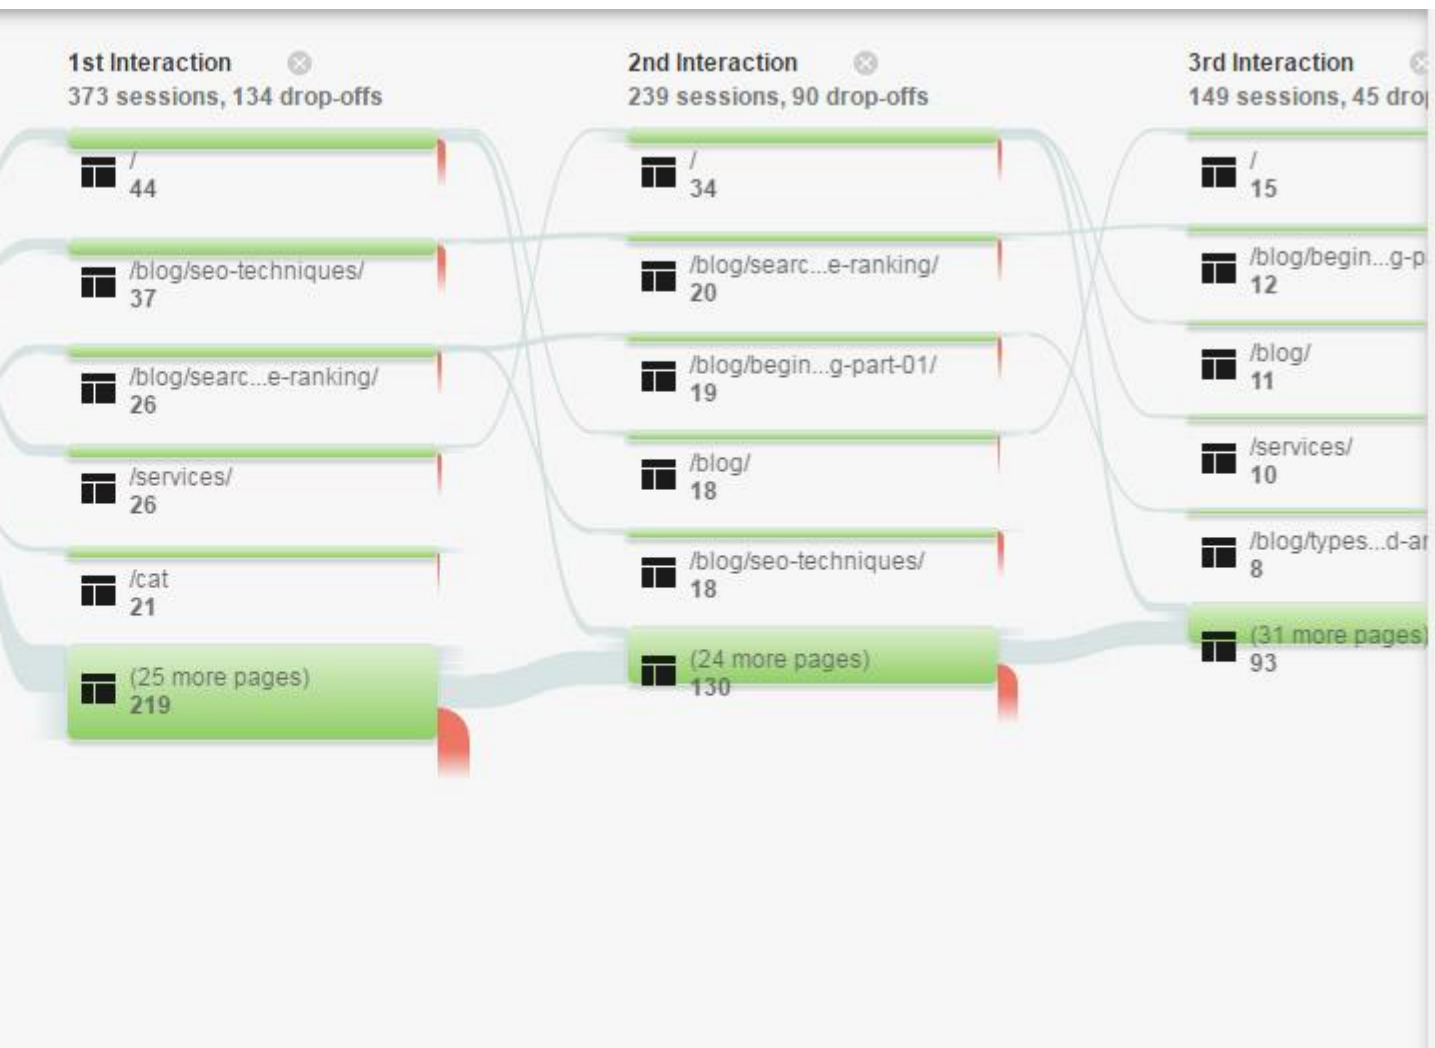 1st Interaction
373 sessions, 134 drop-offs
/
44
/blog/seo-techniques/
37
/blog/searc...e-ranking/
26
/services/
26
/cat
21
(25 more pages)
219
2nd Interaction
239 sessions, 90 drop-offs
/
34
/blog/searc...e-ranking/
20
/blog/begin...g-part-01/
19
/blog/
18
/blog/seo-techniques/
18
(24 more pages)
130
3rd Interaction
149 sessions, 45
/
15
/blog/begin...g-p
12
/blog/
11
/services/
10
/blog/types...d-ar
8
(31 more pages)
93